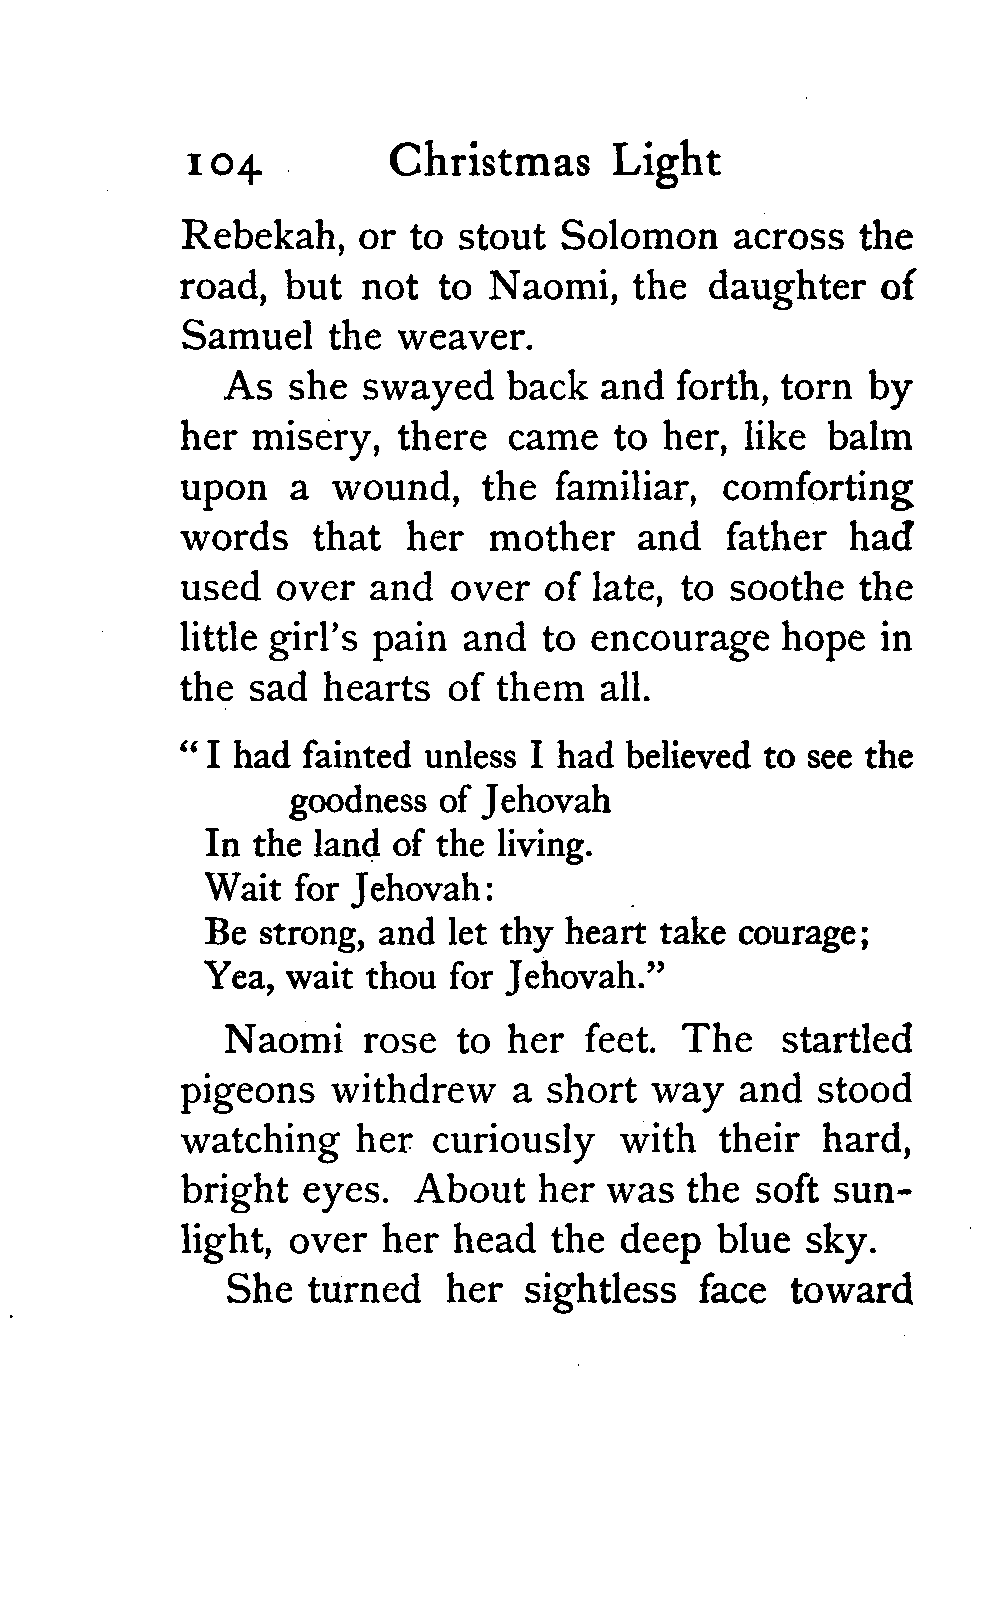 104 Christmas Light
Rebekah, or to stout Solomon across the
road, but not to Naomi, the daughter of
Samuel the weaver.
As she swayed back and forth, torn by
her misery, there came to her, like balm
upon a wound, the familiar, comforting
words that her mother and father had
used over and over of late, to soothe the
little girl's pain and to encourage hope in
the sad hearts of them all.
"I had fainted unless I had believed to see the
goodness of Jehovah
In the land of the living.
Wait for Jehovah:
Be strong, and let thy heart take courage;
Yea, wait thou for Jehovah."
Naomi rose to her feet. The startled
pigeons withdrew a short way and stood
watching her curiously with their hard,
bright eyes. About her was the soft sun-
light, over her head the deep blue sky.
She turned her sightless face toward